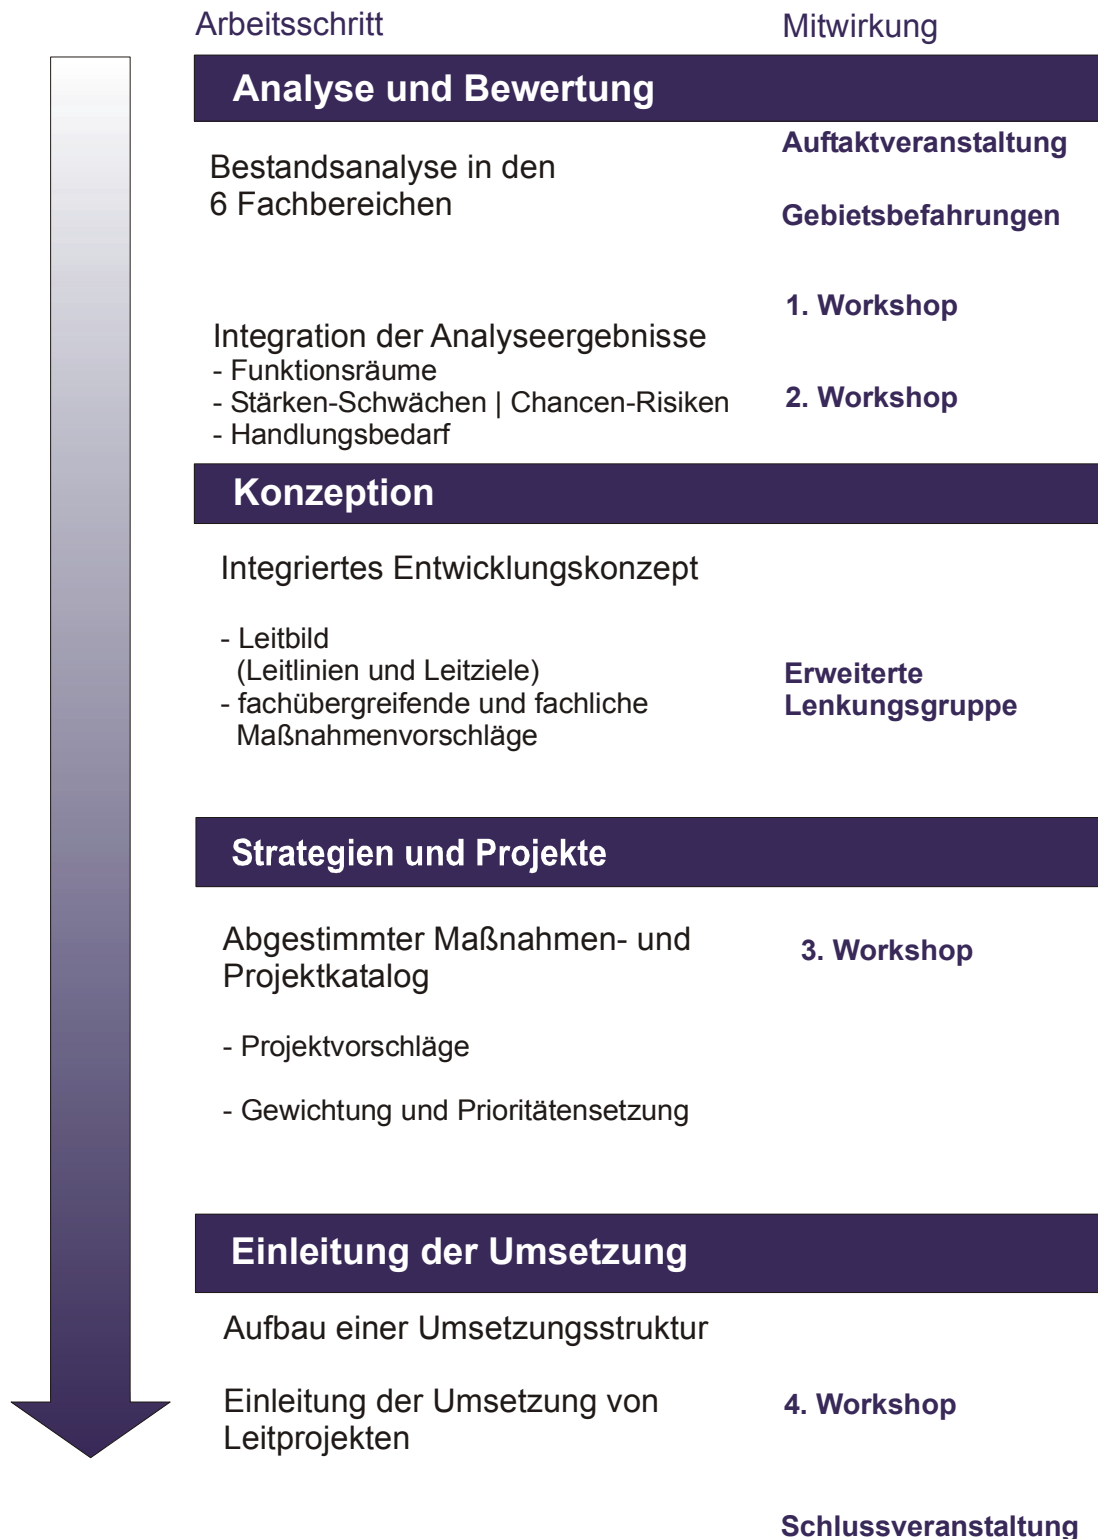 Arbeitsschritt
Mitwirkung
Analyse und Bewertung
Bestandsanalyse in den
6 Fachbereichen
Auftaktveranstaltung
Gebietsbefahrungen
1. Workshop
Integration der Analyseergebnisse
- Funktionsräume
- Stärken-Schwächen | Chancen-Risiken
- Handlungsbedarf
2. Workshop
Konzeption
Integriertes Entwicklungskonzept
- Leitbild
(Leitlinien und Leitziele)
- fachübergreifende und fachliche
Maßnahmenvorschläge
Erweiterte
Lenkungsgruppe
Strategien und Projekte
Abgestimmter Maßnahmen- und
Projektkatalog
- Projektvorschläge
- Gewichtung und Prioritätensetzung
3. Workshop
Einleitung der Umsetzung
Aufbau einer Umsetzungsstruktur
Einleitung der Umsetzung von
Leitprojekten
4. Workshop
Schlussveranstaltung